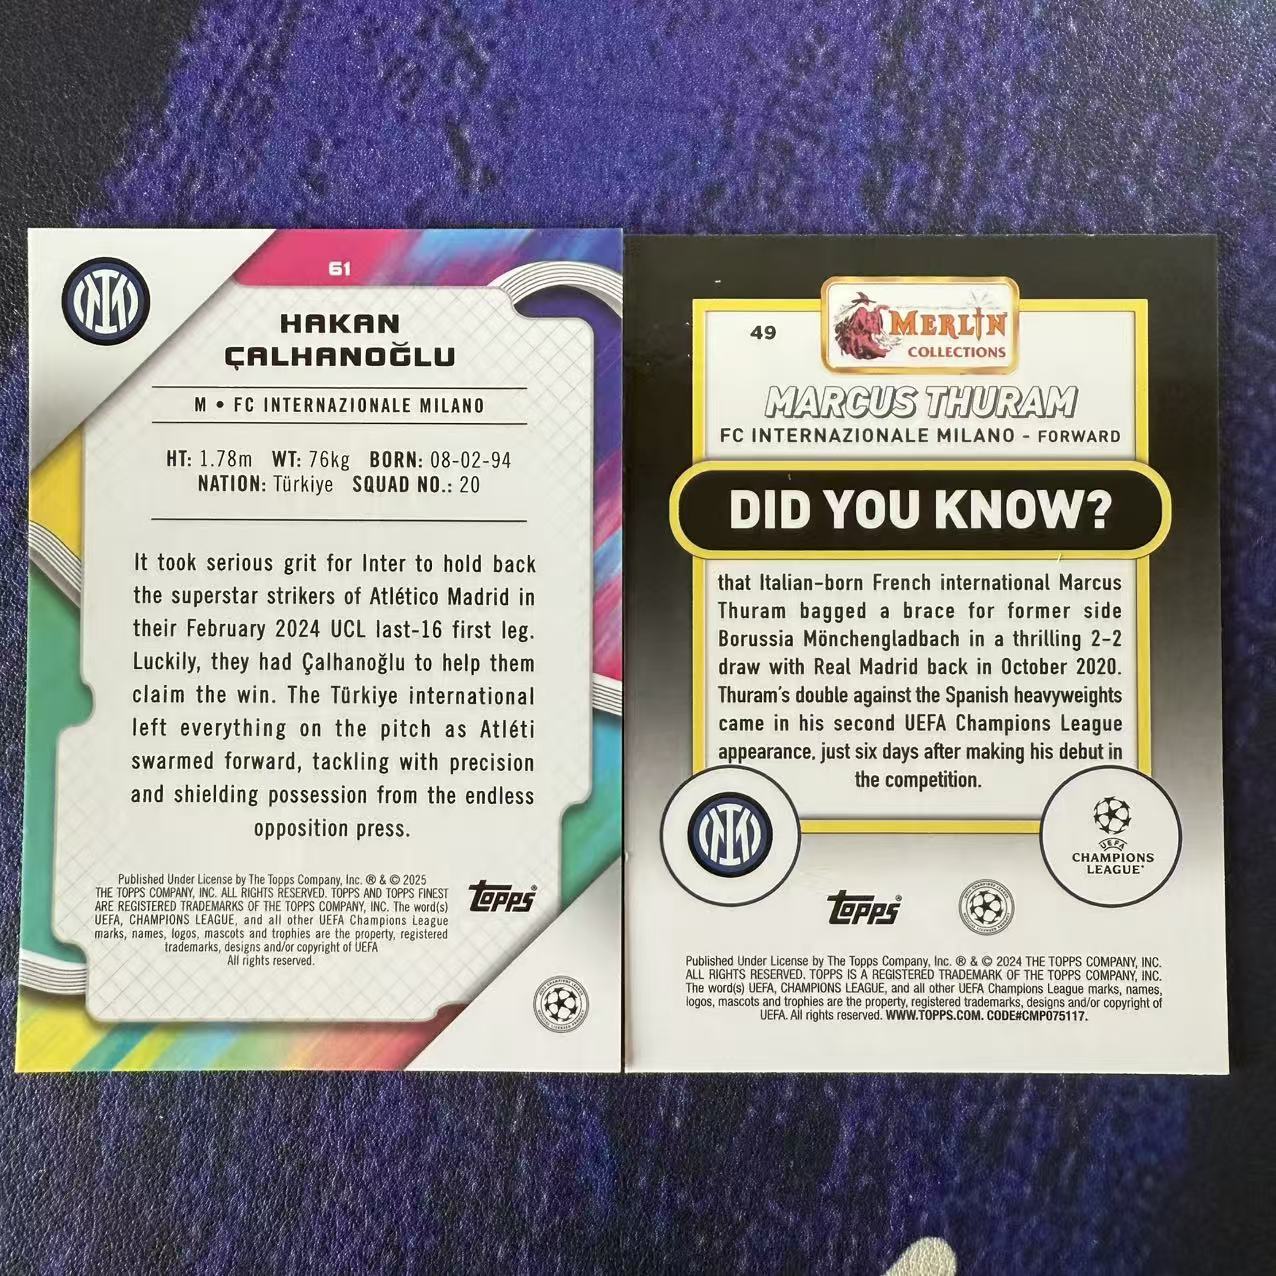 61
HAKAN
ÇALHANOĞLU
M • FC INTERNAZIONALE MILANO
HT: 1.78m WT: 76kg BORN: 08-02-94
NATION: Türkiye SQUAD NO.: 20
It took serious grit for Inter to hold back
the superstar strikers of Atlético Madrid in
their February 2024 UCL last-16 first leg.
Luckily, they had Çalhanoğlu to help them
claim the win. The Türkiye international
left everything on the pitch as Atléti
swarmed forward, tackling with precision
and shielding possession from the endless
opposition press.
Published Under License by The Topps Company, Inc. ® & © 2025
THE TOPPS COMPANY, INC. ALL RIGHTS RESERVED. TOPPS AND TOPPS FINEST
ARE REGISTERED TRADEMARKS OF THE TOPPS COMPANY, INC. The word(s)
UEFA, CHAMPIONS LEAGUE, and all other UEFA Champions League
marks, names, logos, mascots and trophies are the property, registered
trademarks, designs and/or copyright of UEFA
All rights reserved.
Topps®
49
MERLIN
COLLECTIONS
MARCUS THURAM
FC INTERNAZIONALE MILANO - FORWARD
DID YOU KNOW?
that Italian-born French international Marcus
Thuram bagged a brace for former side
Borussia Mönchengladbach in a thrilling 2-2
draw with Real Madrid back in October 2020.
Thuram's double against the Spanish heavyweights
came in his second UEFA Champions League
appearance, just six days after making his debut in
the competition.
UEFA
CHAMPIONS
LEAGUE
Topps®
Published Under License by The Topps Company, Inc. ® & © 2024 THE TOPPS COMPANY, INC.
ALL RIGHTS RESERVED. TOPPS IS A REGISTERED TRADEMARK OF THE TOPPS COMPANY, INC.
The word(s) UEFA, CHAMPIONS LEAGUE, and all other UEFA Champions League marks, names,
logos, mascots and trophies are the property, registered trademarks, designs and/or copyright of
UEFA. All rights reserved. WWW.TOPPS.COM. CODE#CMP075117.